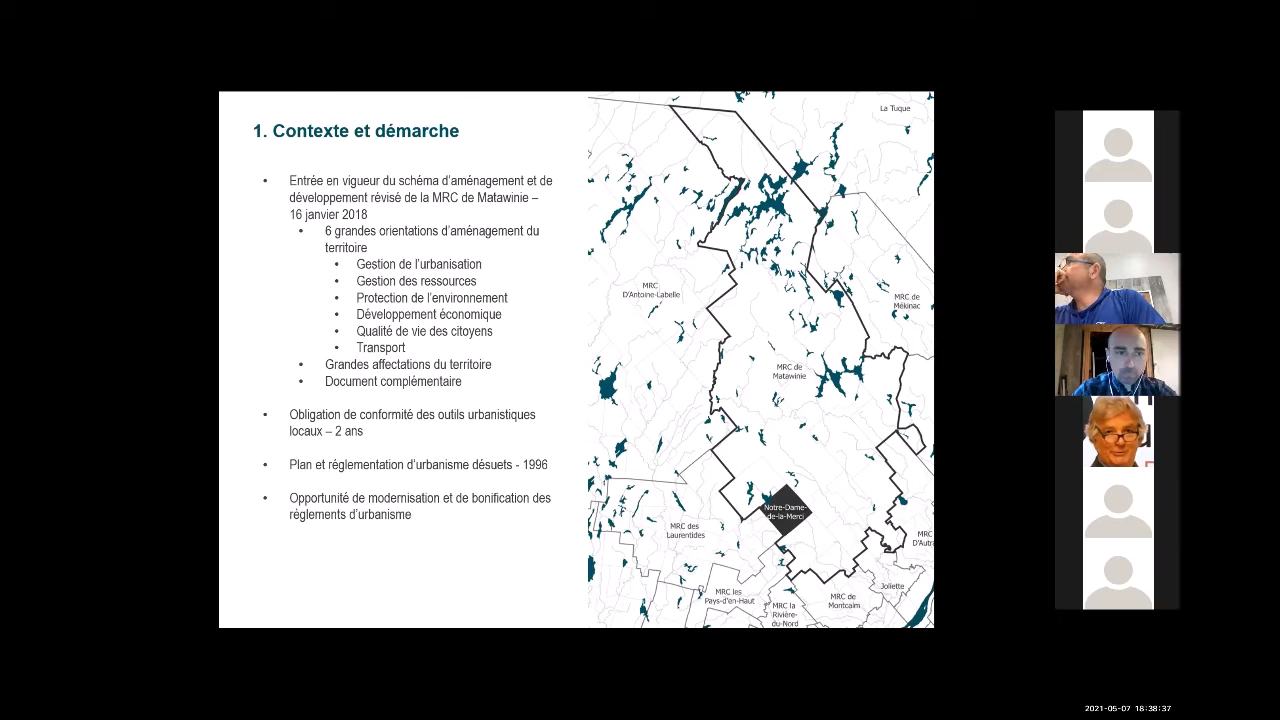 1. Contexte et démarche
• Entrée en vigueur du schéma d'aménagement et de
développement révisé de la MRC de Matawinie –
16 janvier 2018
• 6 grandes orientations d'aménagement du
territoire
• Gestion de l'urbanisation
• Gestion des ressources
• Protection de l'environnement
• Développement économique
• Qualité de vie des citoyens
• Transport
• Grandes affectations du territoire
• Document complémentaire
• Obligation de conformité des outils urbanistiques
locaux – 2 ans
• Plan et réglementation d'urbanisme désuets - 1996
• Opportunité de modernisation et de bonification des
règlements d'urbanisme
La Tuque
MRC
D'Antoine-Labelle
MRC de
Mékinac
MRC de
Matawinie
Notre-Dame-
de-la-Merci
MRC des
Laurentides
MRC
D'Autra
Joliette
MRC les
Pays-d'en-Haut
MRC la
Rivière-
du-Nord
MRC de
Montcalm
2021-05-07 18:38:37